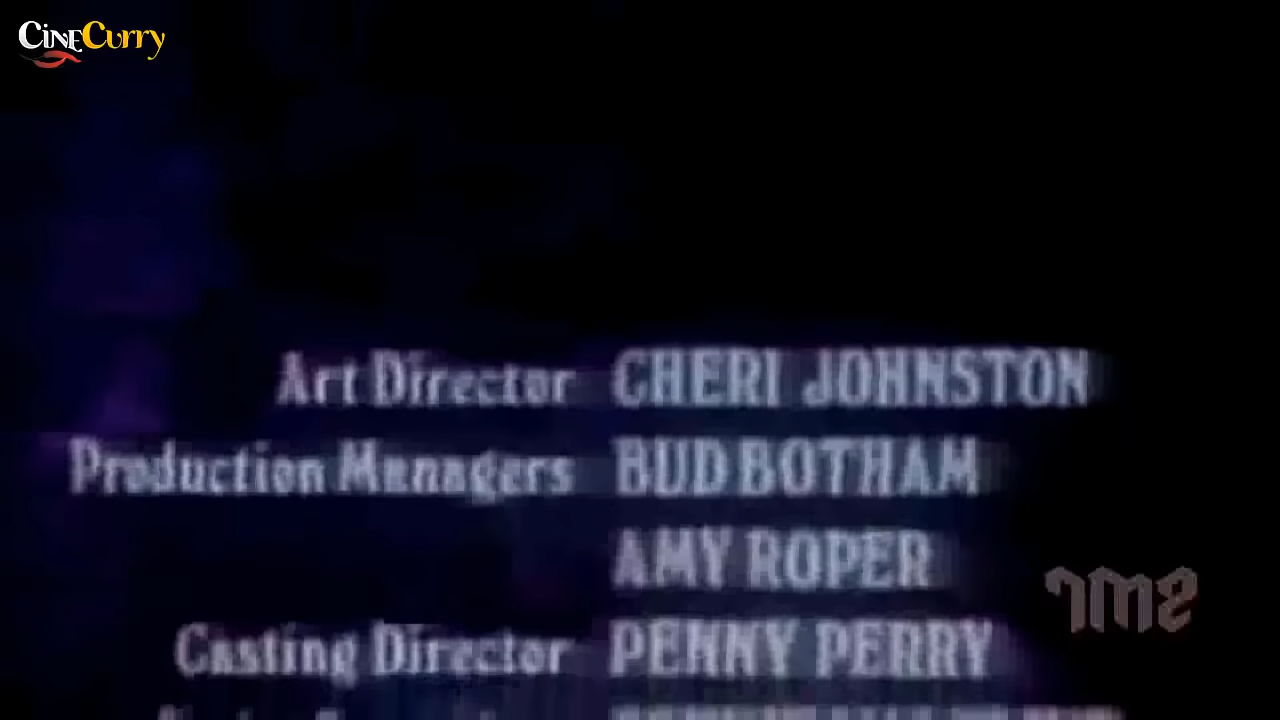 CineCurry
Art Director CHERI JOHNSTON
Production Managers BUD BOTHAM
AMY ROPER
Casting Director PENNY PERRY